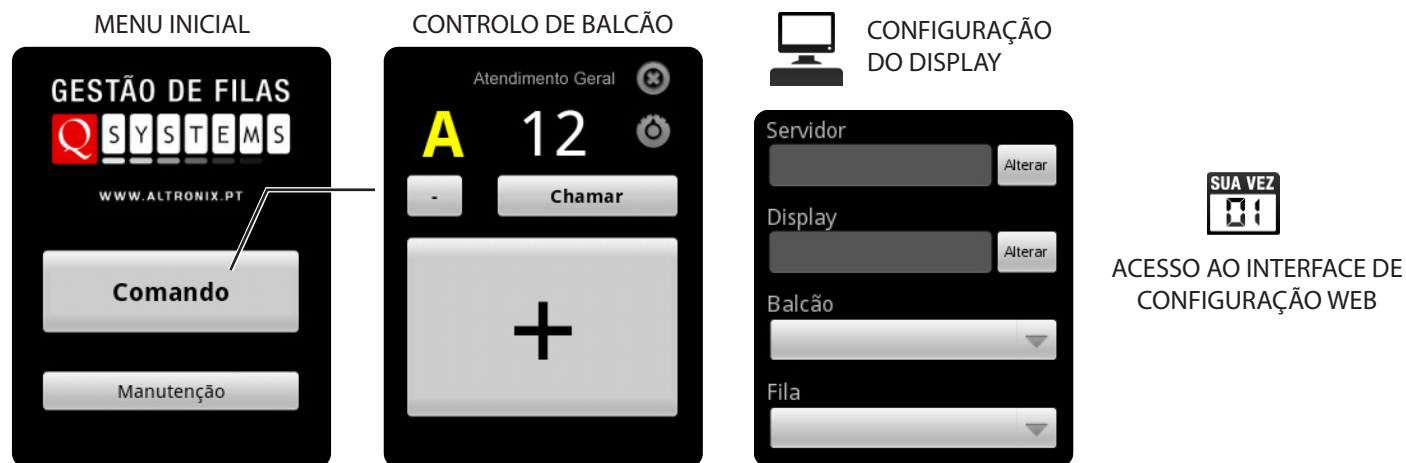 MENU INICIAL
GESTÃO DE FILAS
QSYSTEMS
WWW.ALTRONIX.PT
Comando
Manutenção
CONTROLO DE BALCÃO
Atendimento Geral
A 12
- Chamar
+
CONFIGURAÇÃO
DO DISPLAY
Servidor
Alterar
Display
Alterar
Balcão
Fila
SUA VEZ
01
ACESSO AO INTERFACE DE
CONFIGURAÇÃO WEB